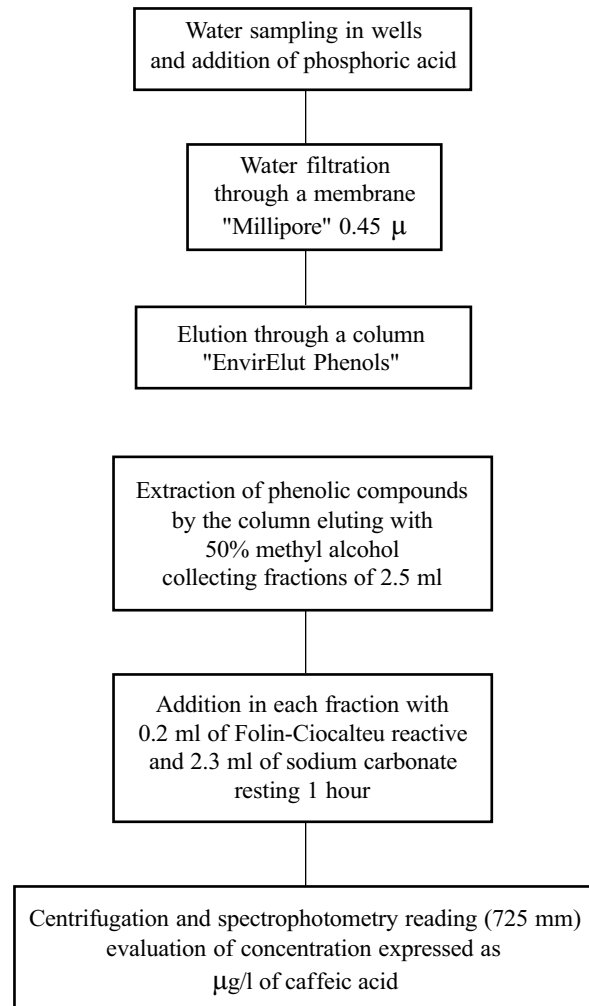 Water sampling in wells
and addition of phosphoric acid
Water filtration
through a membrane
"Millipore" 0.45 μ
Elution through a column
"EnvirElut Phenols"
Extraction of phenolic compounds
by the column eluting with
50% methyl alcohol
collecting fractions of 2.5 ml
Addition in each fraction with
0.2 ml of Folin-Ciocalteu reactive
and 2.3 ml of sodium carbonate
resting 1 hour
Centrifugation and spectrophotometry reading (725 mm)
evaluation of concentration expressed as
μg/l of caffeic acid